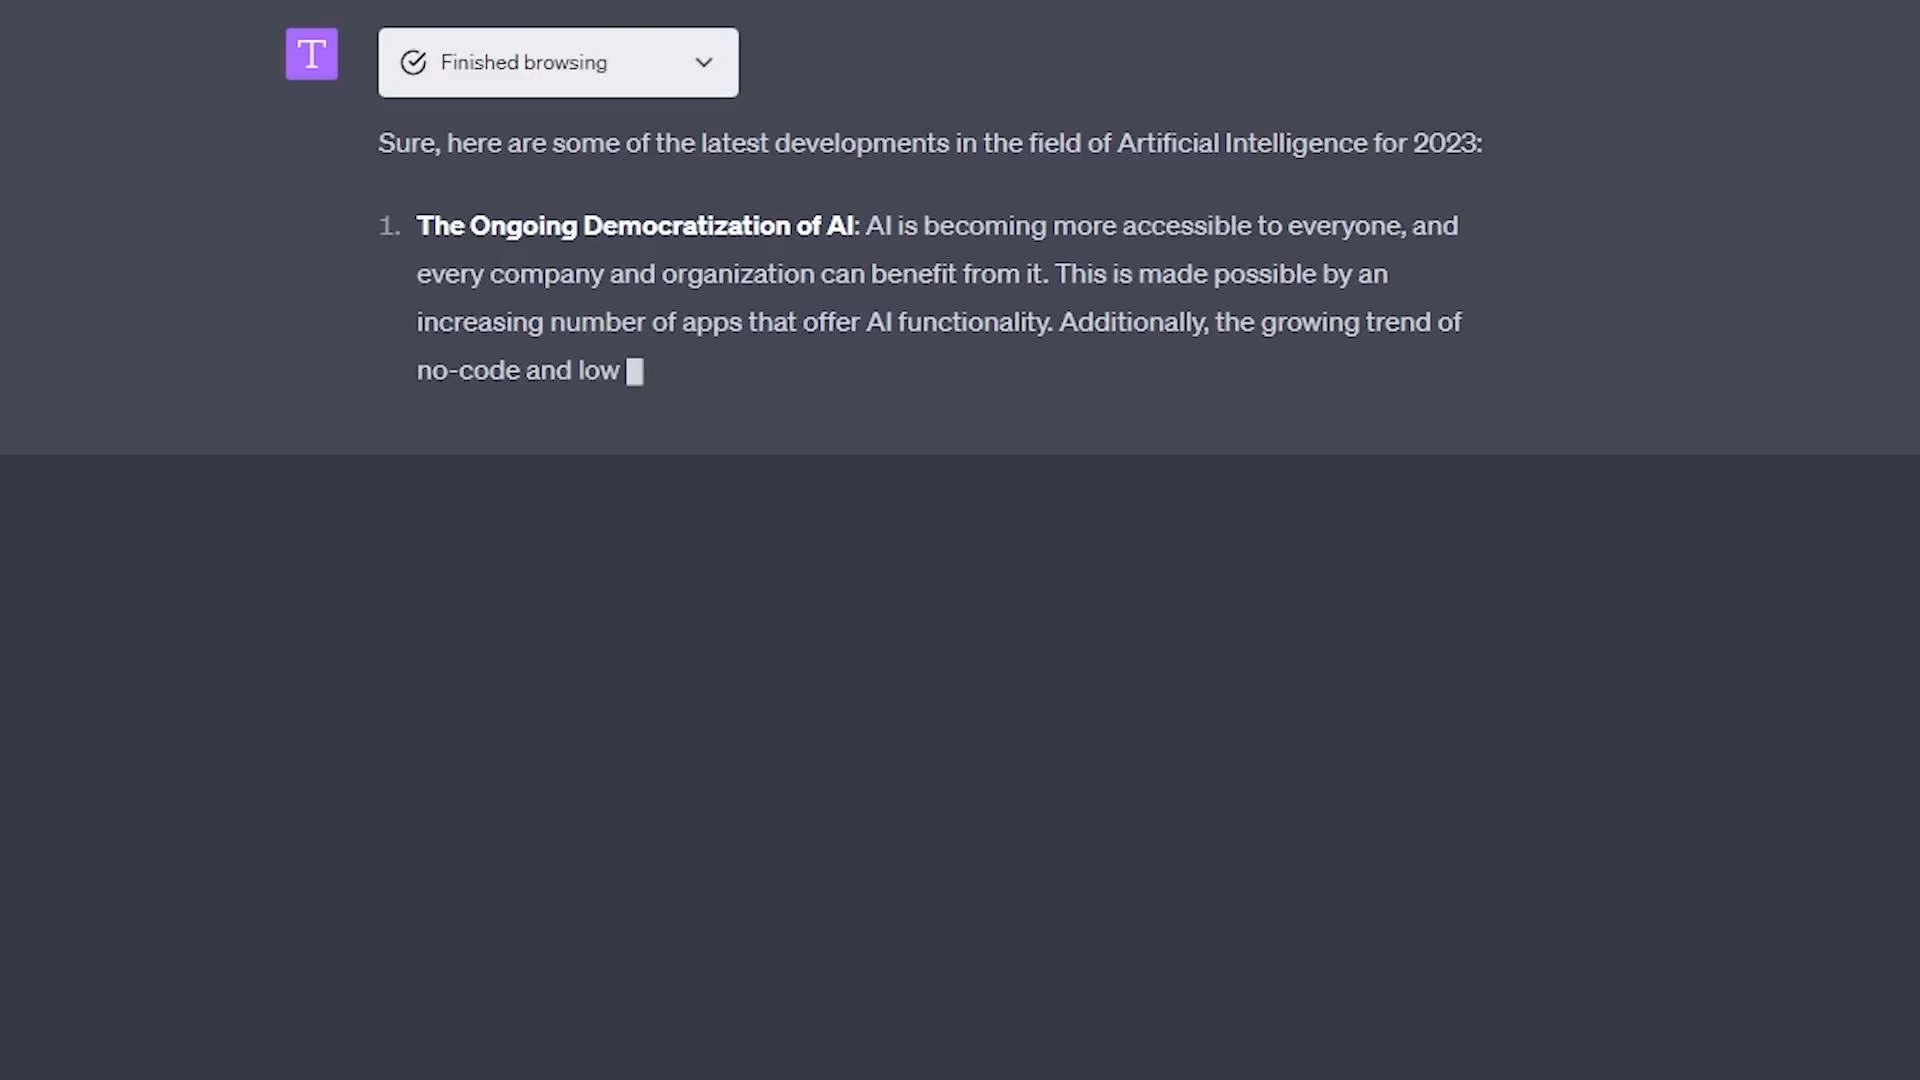 T
Finished browsing
Sure, here are some of the latest developments in the field of Artificial Intelligence for 2023:
1. The Ongoing Democratization of AI: AI is becoming more accessible to everyone, and
every company and organization can benefit from it. This is made possible by an
increasing number of apps that offer AI functionality. Additionally, the growing trend of
no-code and low